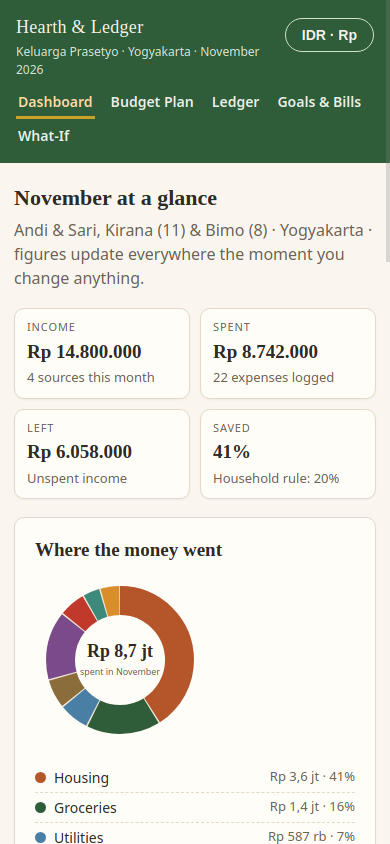 Hearth & Ledger
Keluarga Prasetyo · Yogyakarta · November
2026
IDR · Rp
Dashboard Budget Plan Ledger Goals & Bills
What-If
November at a glance
Andi & Sari, Kirana (11) & Bimo (8) · Yogyakarta ·
figures update everywhere the moment you
change anything.
INCOME
Rp 14.800.000
4 sources this month
SPENT
Rp 8.742.000
22 expenses logged
LEFT
Rp 6.058.000
Unspent income
SAVED
41%
Household rule: 20%
Where the money went
Rp 8,7 jt
spent in November
Housing Rp 3,6 jt · 41%
Groceries Rp 1,4 jt · 16%
Utilities Rp 587 rb · 7%